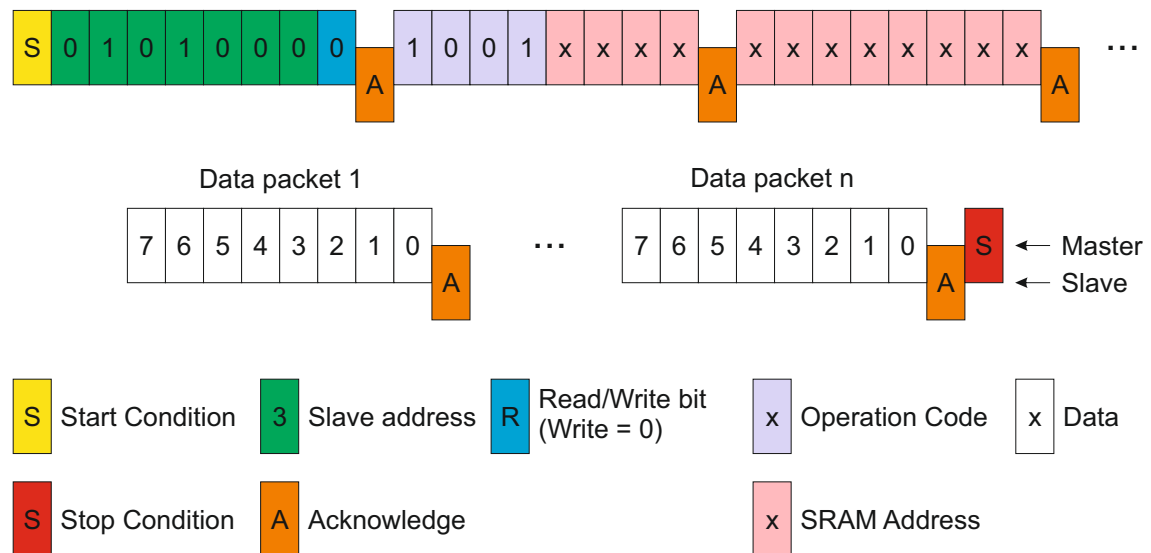 S 0 1 0 1 0 0 0 0 A 1 0 0 1 x x x x A x x x x x x x x A ...
Data packet 1 Data packet n
7 6 5 4 3 2 1 0 A ... 7 6 5 4 3 2 1 0 A S Master
Slave
S Start Condition 3 Slave address R Read/Write bit (Write = 0) x Operation Code x Data
S Stop Condition A Acknowledge x SRAM Address